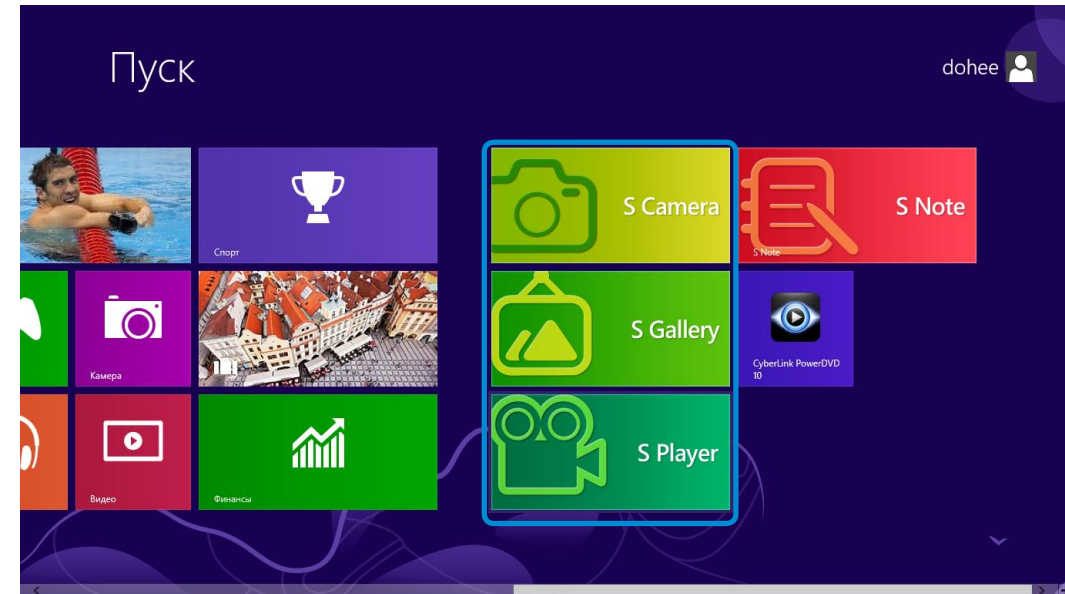 Пуск
dohee
Спорт
S Camera
S Note
S Note
Камера
S Gallery
CyberLink PowerDVD
10
Видео
Финансы
S Player